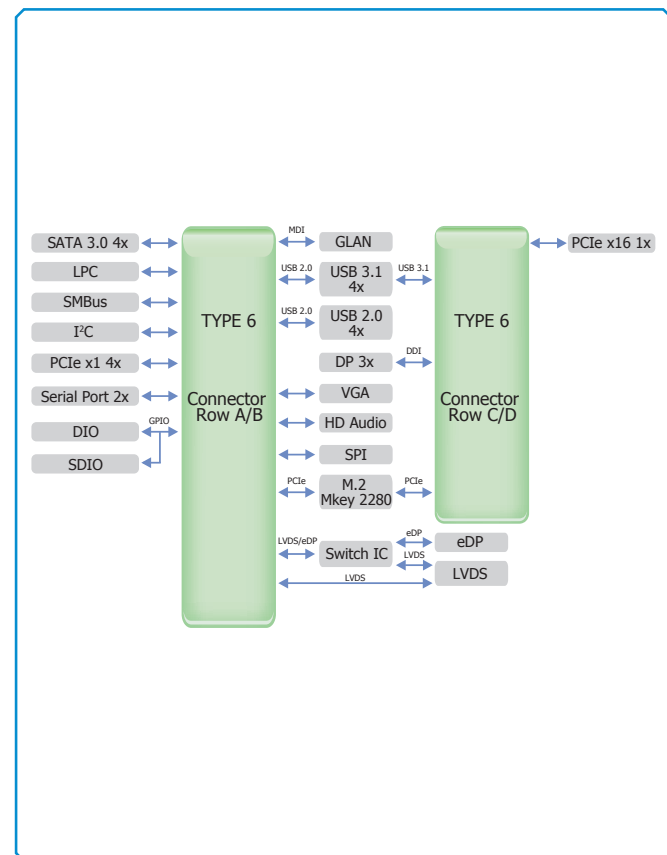 SATA 3.0 4x
LPC
SMBus
I²C
PCIe x1 4x
Serial Port 2x
DIO
GPIO
SDIO
TYPE 6
Connector
Row A/B
MDI
GLAN
USB 2.0
USB 3.1
4x
USB 3.1
USB 2.0
USB 2.0
4x
DP 3x
DDI
VGA
HD Audio
SPI
PCIe
M.2
Mkey 2280
PCIe
LVDS/eDP
Switch IC
eDP
eDP
LVDS
LVDS
LVDS
TYPE 6
Connector
Row C/D
PCIe x16 1x